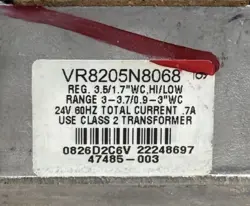 VR8205N8068
REG. 3.5/1.7"WC,HI/LOW
RANGE 3-3.7/0.9-3"WC
24V 60HZ TOTAL CURRENT .7A
USE CLASS 2 TRANSFORMER
0826D2C6V 22248697
47485-003